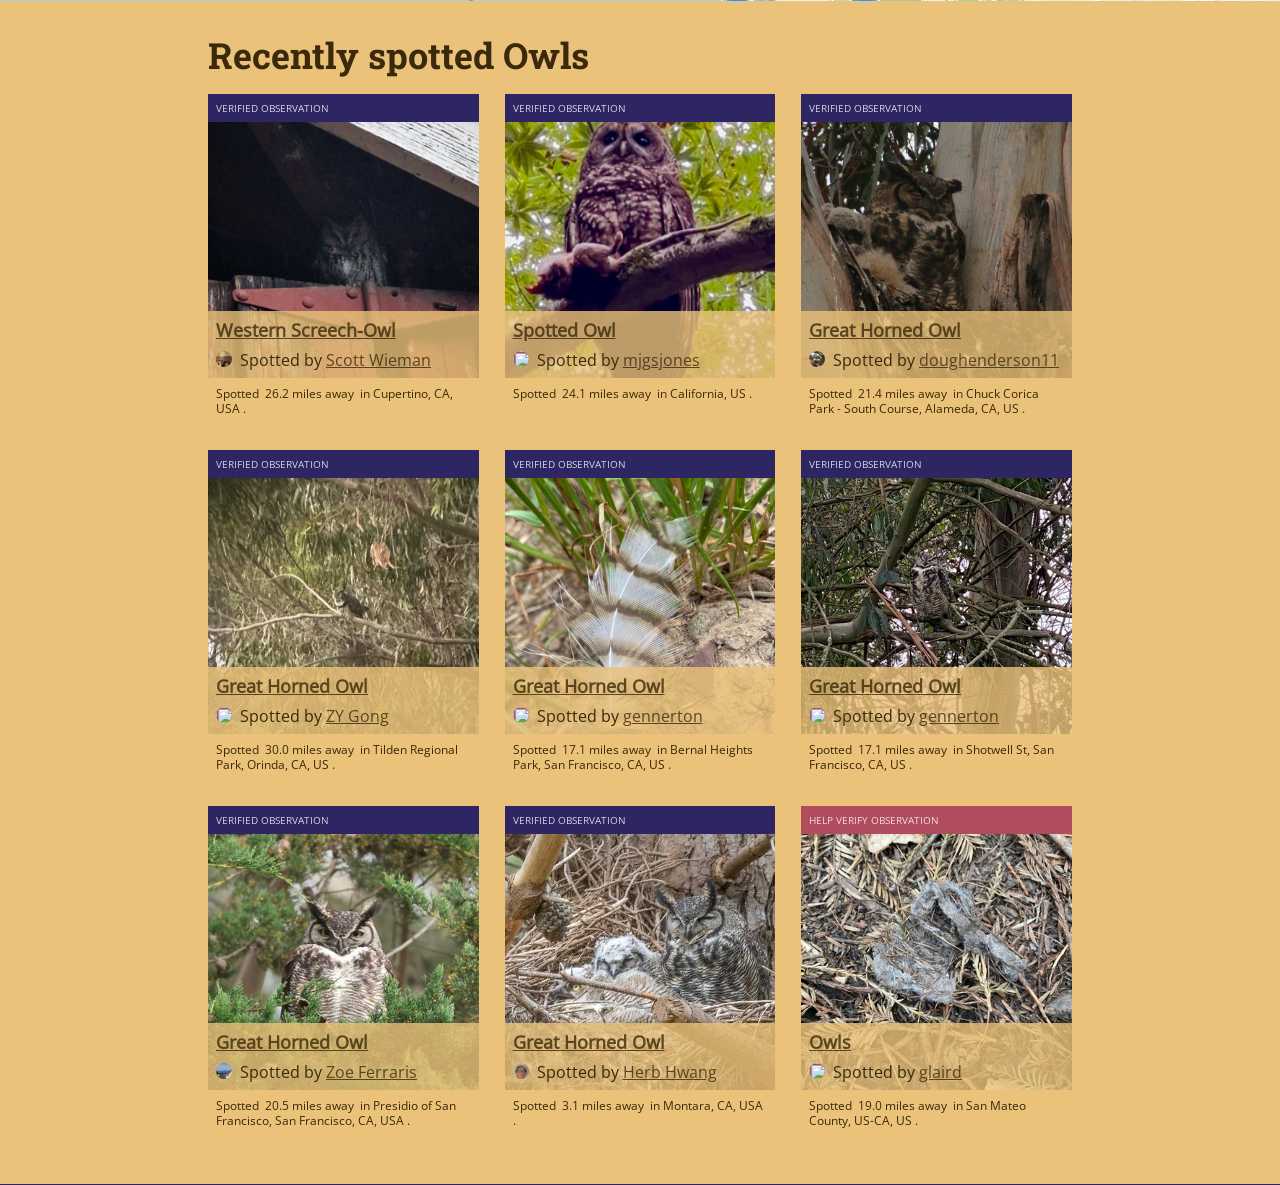 Recently spotted Owls
VERIFIED OBSERVATION
Western Screech-Owl
Spotted by Scott Wieman
Spotted 26.2 miles away in Cupertino, CA,
USA .
VERIFIED OBSERVATION
Spotted Owl
Spotted by mjgsjones
Spotted 24.1 miles away in California, US .
VERIFIED OBSERVATION
Great Horned Owl
Spotted by doughenderson11
Spotted 21.4 miles away in Chuck Corica
Park - South Course, Alameda, CA, US .
VERIFIED OBSERVATION
Great Horned Owl
Spotted by ZY Gong
Spotted 30.0 miles away in Tilden Regional
Park, Orinda, CA, US .
VERIFIED OBSERVATION
Great Horned Owl
Spotted by gennerton
Spotted 17.1 miles away in Bernal Heights
Park, San Francisco, CA, US .
VERIFIED OBSERVATION
Great Horned Owl
Spotted by gennerton
Spotted 17.1 miles away in Shotwell St, San
Francisco, CA, US .
VERIFIED OBSERVATION
Great Horned Owl
Spotted by Zoe Ferraris
Spotted 20.5 miles away in Presidio of San
Francisco, San Francisco, CA, USA .
VERIFIED OBSERVATION
Great Horned Owl
Spotted by Herb Hwang
Spotted 3.1 miles away in Montara, CA, USA
.
HELP VERIFY OBSERVATION
Owls
Spotted by glaird
Spotted 19.0 miles away in San Mateo
County, US-CA, US .